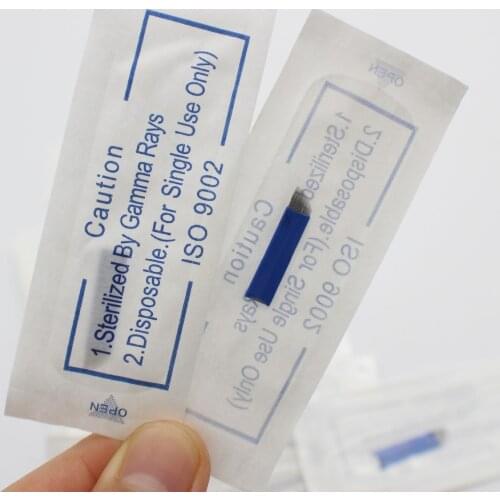 Caution
1.Sterilized By Gamma Rays
2.Disposable.(For Single Use Only)
ISO 9002
OPEN
OPEN
Caution
1.Sterilized Rays
2.Disposable.(For Single Use Only)
ISO 9002